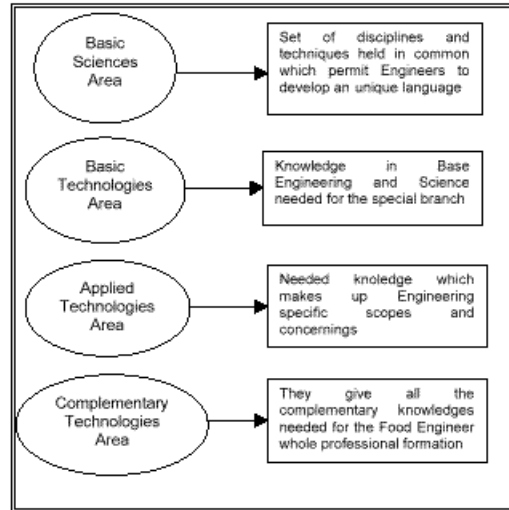 Basic
Sciences
Area
Set of disciplines and
techniques held in common
which permit Engineers to
develop an unique language
Basic
Technologies
Area
Knowledge in Base
Engineering and Science
needed for the special branch
Applied
Technologies
Area
Needed knoledge which
makes up Engineering
specific scopes and
concernings
Complementary
Technologies
Area
They give all the
complementary knowledges
needed for the Food Engineer
whole professional formation